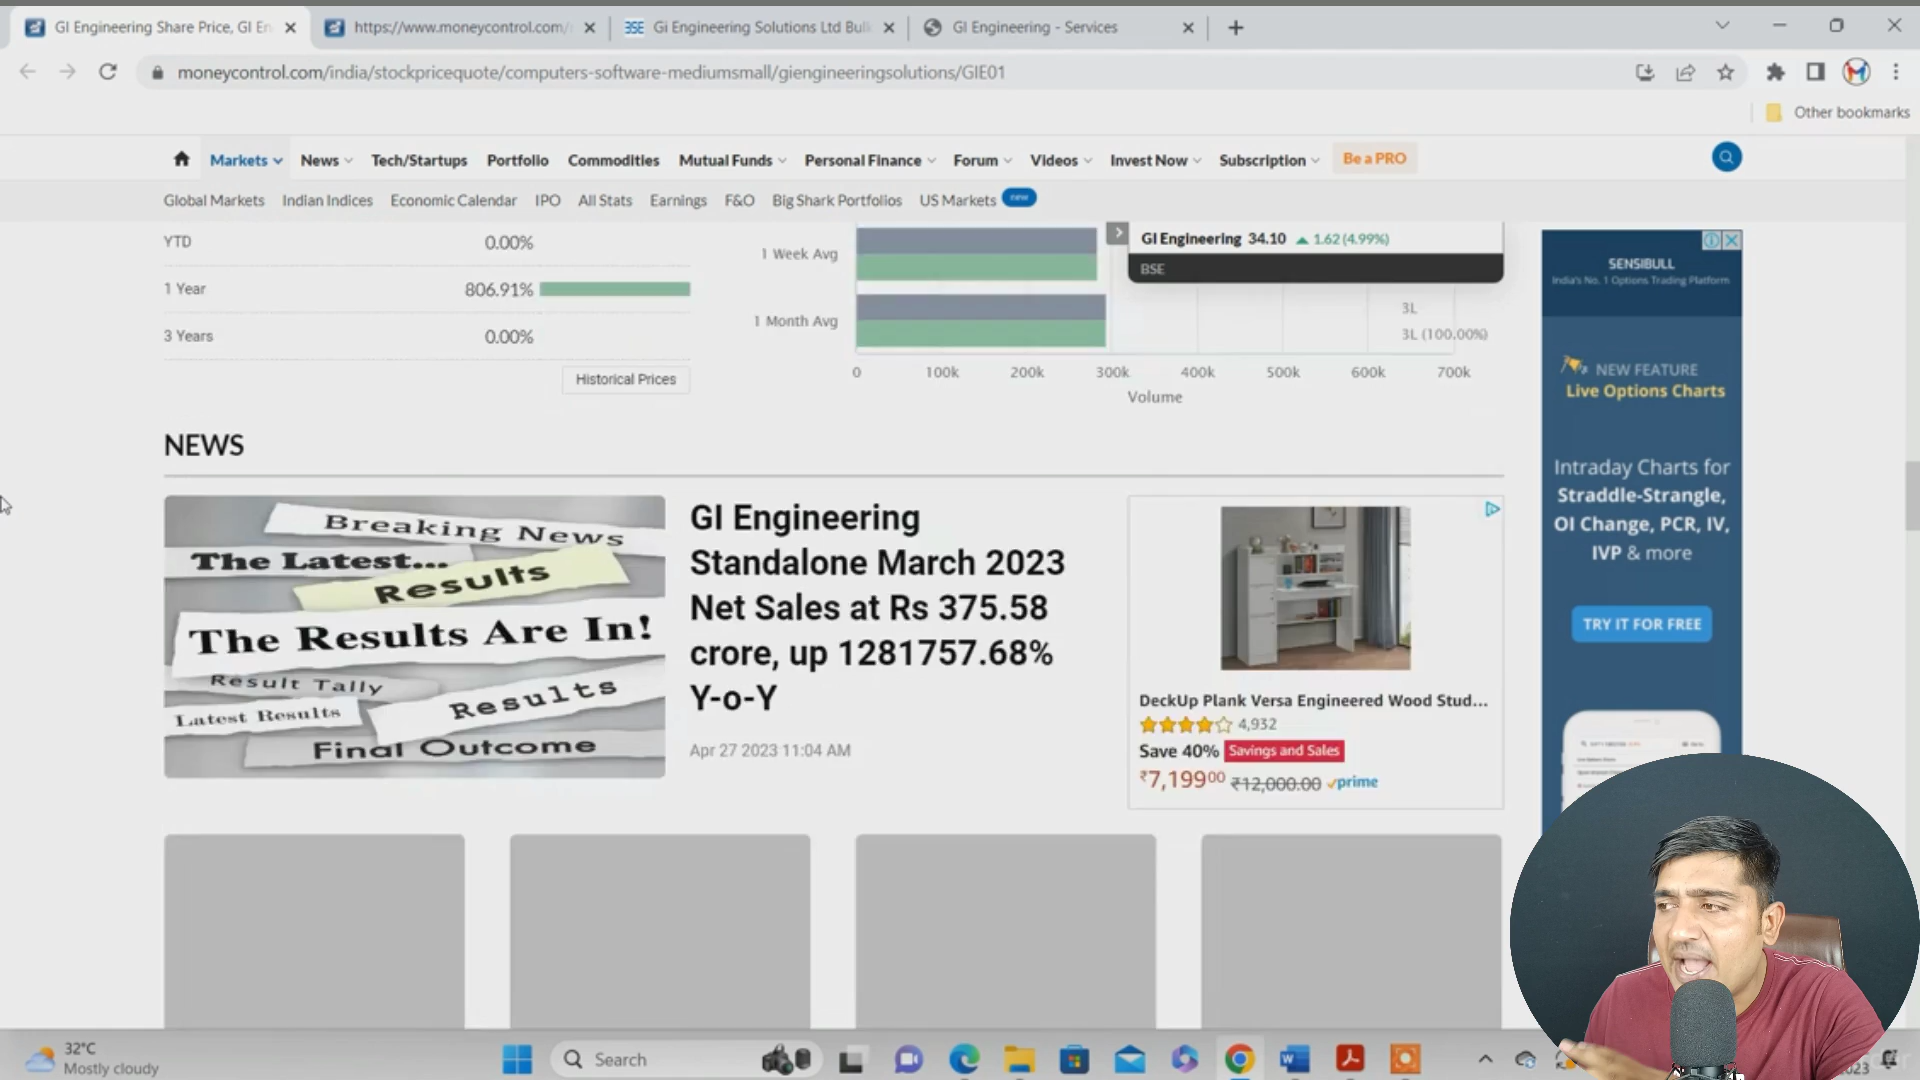 GI Engineering Share Price, GI En
https://www.moneycontrol.com/
BSE Gi Engineering Solutions Ltd Bul
GI Engineering - Services
moneycontrol.com/india/stockpricequote/computers-software-mediumsmall/giengineeringsolutions/GIE01
Other bookmarks
Markets News Tech/Startups Portfolio Commodities Mutual Funds Personal Finance Forum Videos Invest Now Subscription Be a PRO
Global Markets Indian Indices Economic Calendar IPO All Stats Earnings F&O Big Shark Portfolios US Markets new
YTD 0.00%
1 Year 806.91%
3 Years 0.00%
Historical Prices
1 Week Avg
1 Month Avg
GI Engineering 34.10 ▲ 1.62 (4.99%)
BSE
3L
3L (100.00%)
0 100k 200k 300k 400k 500k 600k 700k
Volume
NEWS
Breaking News
The Latest...
Results
The Results Are In!
Result Tally
Results
Latest Results
Final Outcome
GI Engineering
Standalone March 2023
Net Sales at Rs 375.58
crore, up 1281757.68%
Y-o-Y
Apr 27 2023 11:04 AM
DeckUp Plank Versa Engineered Wood Stud...
4,932
Save 40% Savings and Sales
₹7,19900 ₹12,000.00 prime
SENSIBULL
India's No. 1 Options Trading Platform
NEW FEATURE
Live Options Charts
Intraday Charts for
Straddle-Strangle,
OI Change, PCR, IV,
IVP & more
TRY IT FOR FREE
32°C
Mostly cloudy
Search